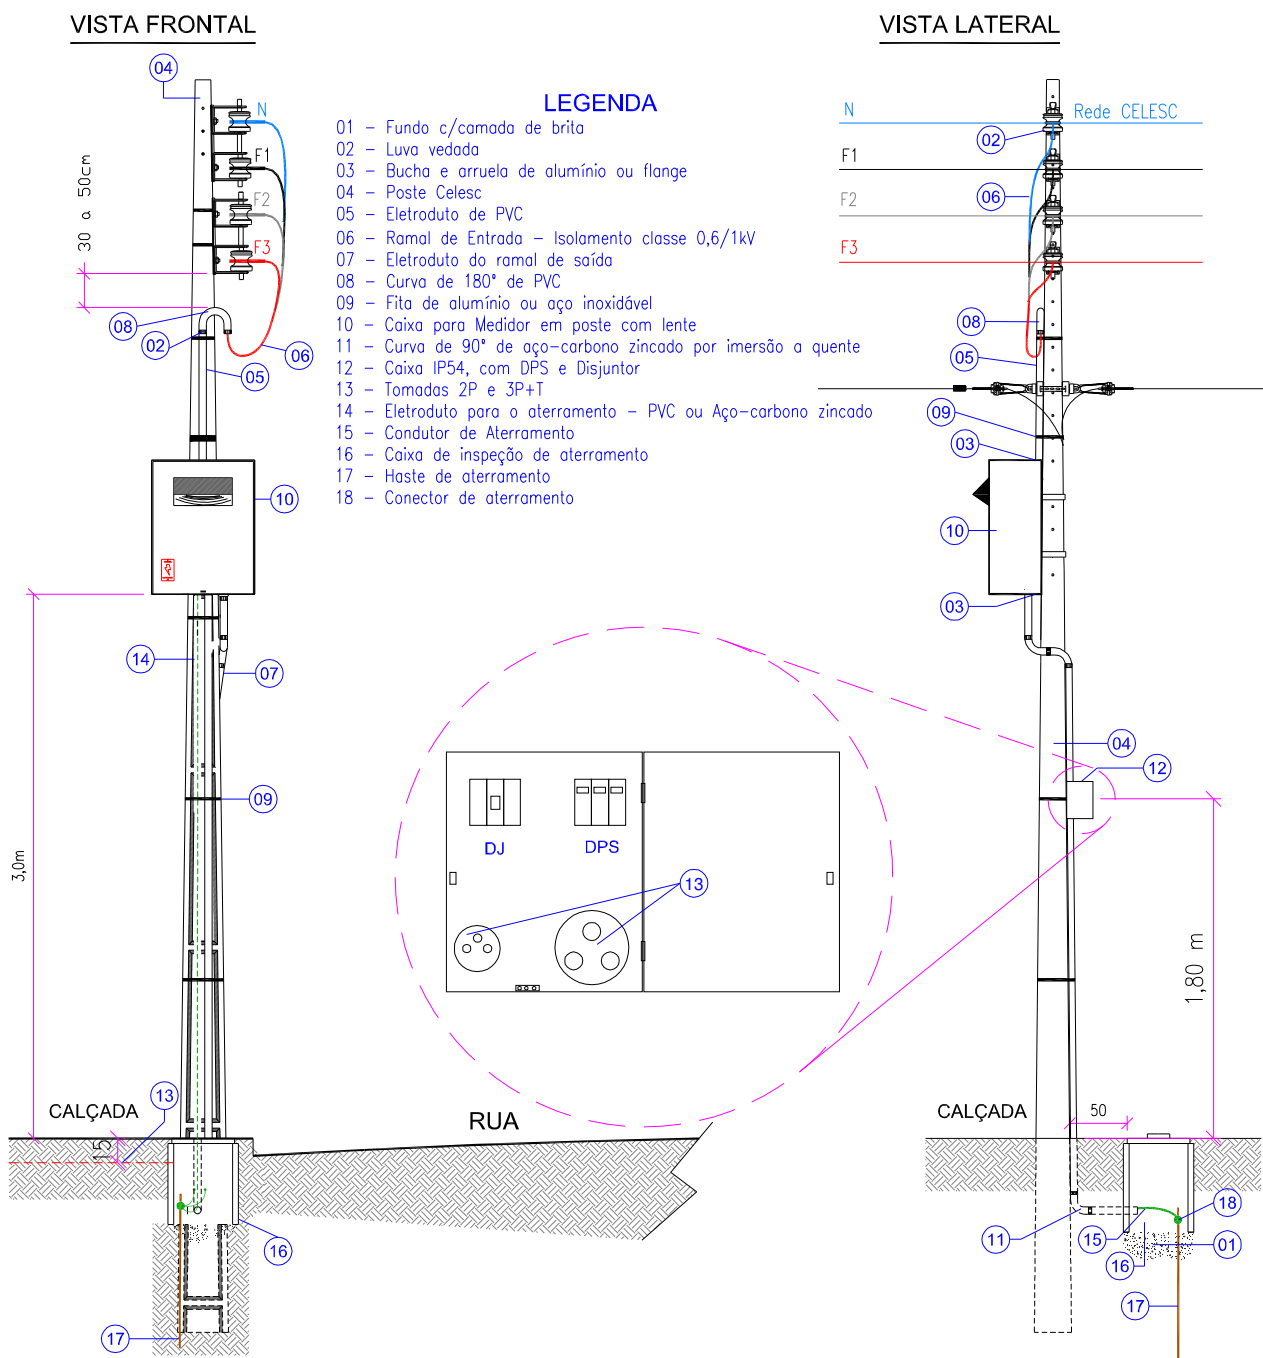 VISTA FRONTAL
VISTA LATERAL
LEGENDA
01 - Fundo c/camada de brita
02 - Luva vedada
03 - Bucha e arruela de alumínio ou flange
04 - Poste Celesc
05 - Eletroduto de PVC
06 - Ramal de Entrada - Isolamento classe 0,6/1kV
07 - Eletroduto do ramal de saída
08 - Curva de 180° de PVC
09 - Fita de alumínio ou aço inoxidável
10 - Caixa para Medidor em poste com lente
11 - Curva de 90° de aço-carbono zincado por imersão a quente
12 - Caixa IP54, com DPS e Disjuntor
13 - Tomadas 2P e 3P+T
14 - Eletroduto para o aterramento - PVC ou Aço-carbono zincado
15 - Condutor de Aterramento
16 - Caixa de inspeção de aterramento
17 - Haste de aterramento
18 - Conector de aterramento
04
N
F1
F2
F3
30 a 50cm
08
02
06
05
10
14
07
09
3,0m
13
CALÇADA
15
RUA
16
17
DJ
DPS
13
N
Rede CELESC
02
F1
06
F2
F3
08
05
09
03
10
03
04
12
1,80 m
CALÇADA
50
11
15
18
01
16
17